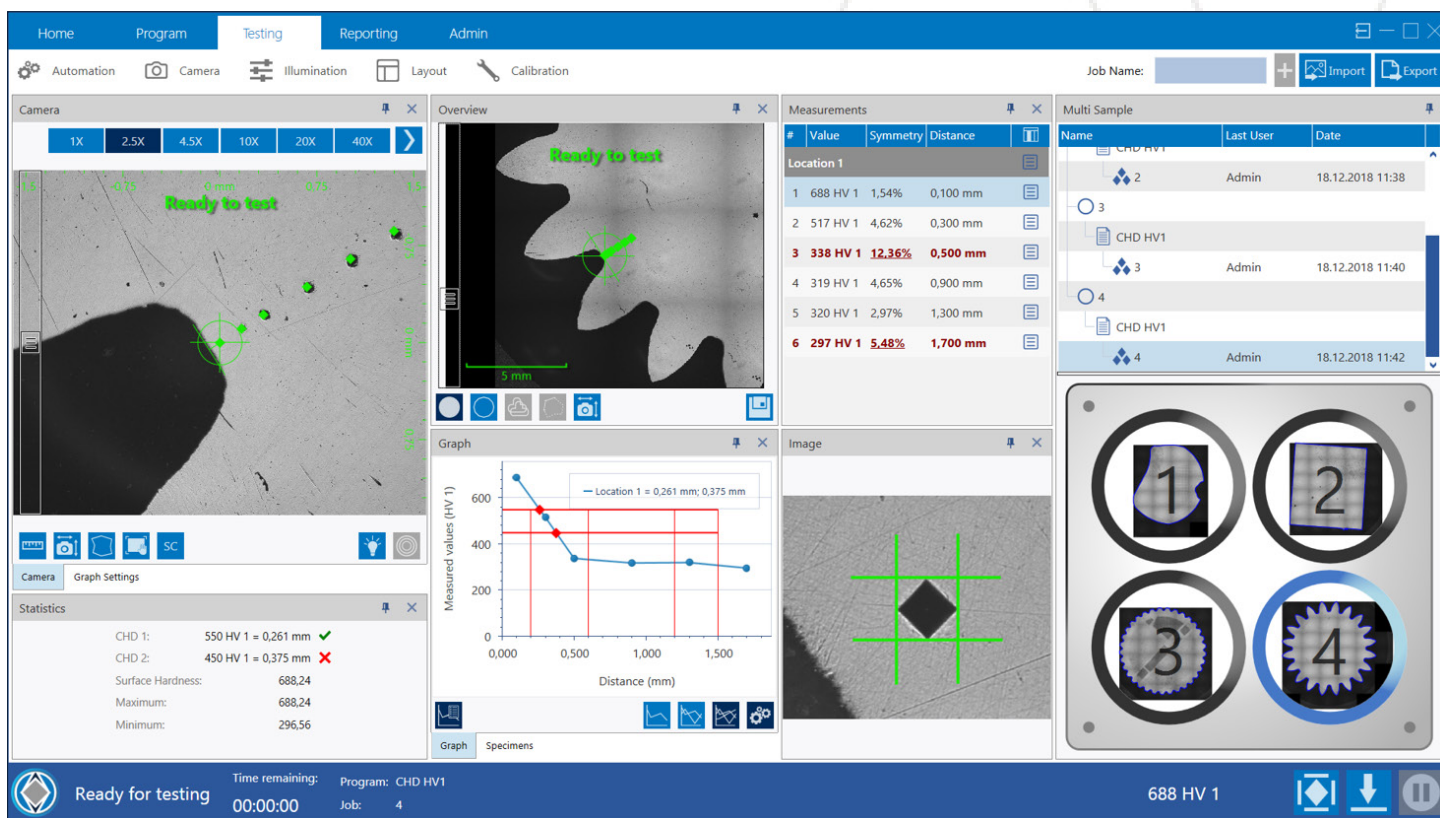 Home Program Testing Reporting Admin
Automation Camera Illumination Layout Calibration Job Name: Import Export
Camera
1X 2.5X 4.5X 10X 20X 40X
-0.75 0 mm 0.75
Ready to test
0 mm
SC
Camera Graph Settings
Statistics
CHD 1: 550 HV 1 = 0,261 mm
CHD 2: 450 HV 1 = 0,375 mm
Surface Hardness: 688,24
Maximum: 688,24
Minimum: 296,56
Overview
Ready to test
5 mm
Graph
Location 1 = 0,261 mm; 0,375 mm
Measured values (HV 1)
600
400
200
0
0,000 0,500 1,000 1,500
Distance (mm)
Graph Specimens
Measurements
# Value Symmetry Distance
Location 1
1 688 HV 1 1,54% 0,100 mm
2 517 HV 1 4,62% 0,300 mm
3 338 HV 1 12,36% 0,500 mm
4 319 HV 1 4,65% 0,900 mm
5 320 HV 1 2,97% 1,300 mm
6 297 HV 1 5,48% 1,700 mm
Image
Multi Sample
Name Last User Date
CHD HV1
2 Admin 18.12.2018 11:38
3
CHD HV1
3 Admin 18.12.2018 11:40
4
CHD HV1
4 Admin 18.12.2018 11:42
1 2
3 4
Ready for testing
Time remaining:
00:00:00
Program: CHD HV1
Job: 4
688 HV 1